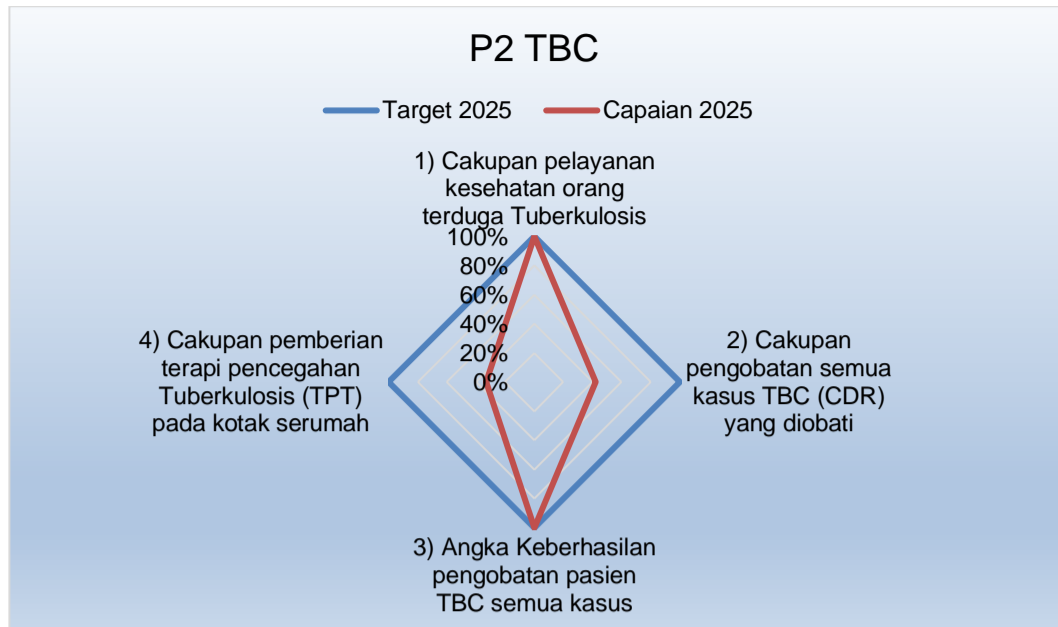 P2 TBC
Target 2025
Capaian 2025
1) Cakupan pelayanan
kesehatan orang
terduga Tuberkulosis
100%
80%
60%
40%
20%
0%
2) Cakupan
pengobatan semua
kasus TBC (CDR)
yang diobati
3) Angka Keberhasilan
pengobatan pasien
TBC semua kasus
4) Cakupan pemberian
terapi pencegahan
Tuberkulosis (TPT)
pada kotak serumah